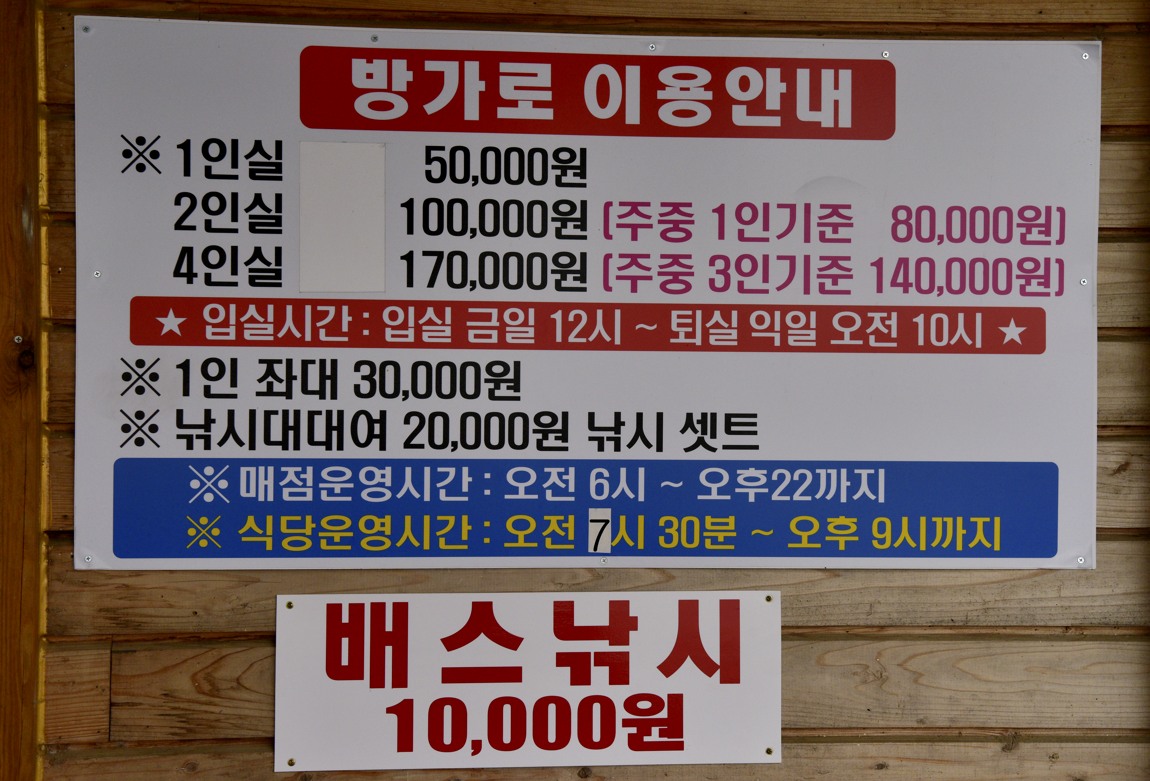 방가로 이용안내
※ 1인실 50,000원
2인실 100,000원 (주중 1인기준 80,000원)
4인실 170,000원 (주중 3인기준 140,000원)
★ 입실시간 : 입실 금일 12시 ~ 퇴실 익일 오전 10시 ★
※ 1인 좌대 30,000원
※ 낚시대대여 20,000원 낚시 셋트
※ 매점운영시간 : 오전 6시 ~ 오후22까지
※ 식당운영시간 : 오전 7시 30분 ~ 오후 9시까지
배스낚시
10,000원